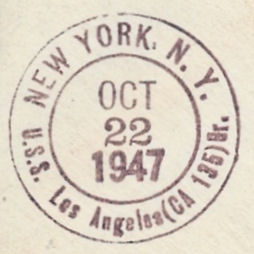 NEW YORK, N. Y.
OCT
22
1947
U.S.S. Los Angeles (CA 135) Br.